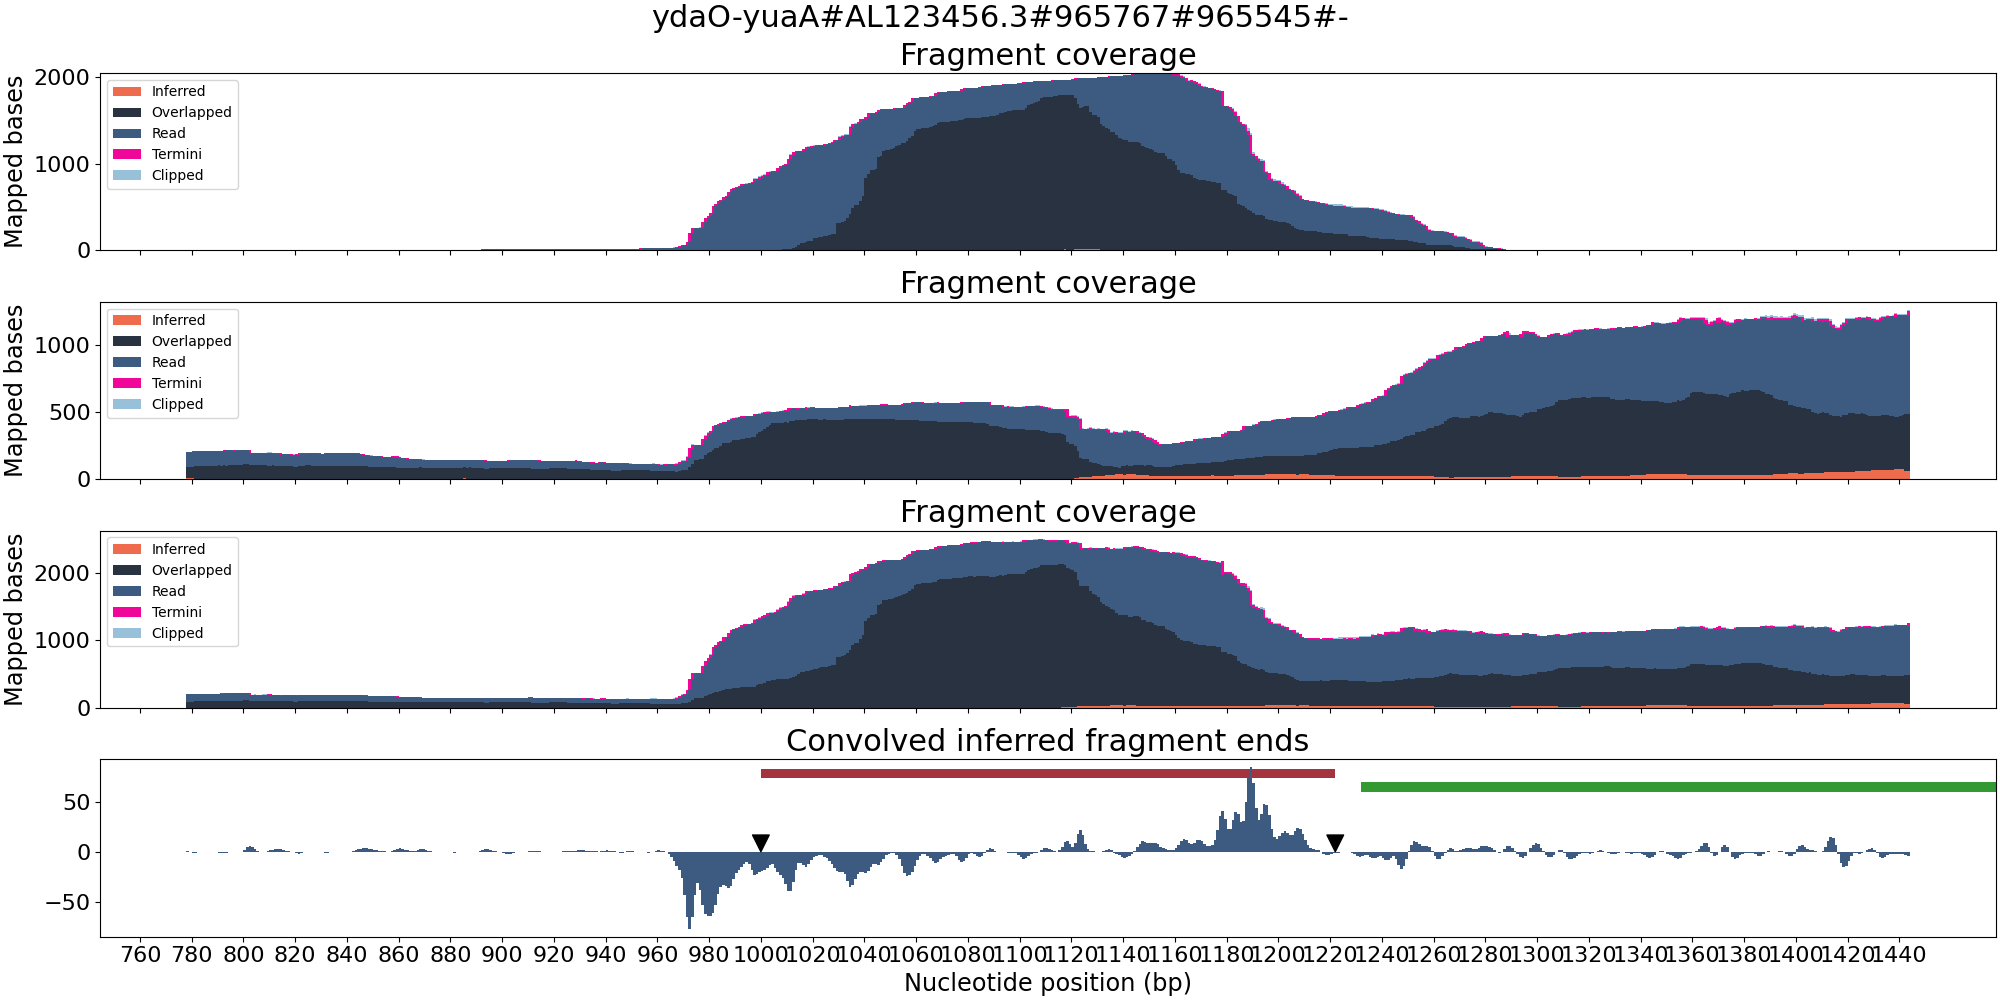 ydaO-yuaA#AL123456.3#965767#965545#-
Fragment coverage
Mapped bases
2000
1000
0
Inferred
Overlapped
Read
Termini
Clipped
Fragment coverage
Mapped bases
1000
500
0
Inferred
Overlapped
Read
Termini
Clipped
Fragment coverage
Mapped bases
2000
1000
0
Inferred
Overlapped
Read
Termini
Clipped
Convolved inferred fragment ends
50
0
−50
760 780 800 820 840 860 880 900 920 940 960 980 1000 1020 1040 1060 1080 1100 1120 1140 1160 1180 1200 1220 1240 1260 1280 1300 1320 1340 1360 1380 1400 1420 1440
Nucleotide position (bp)